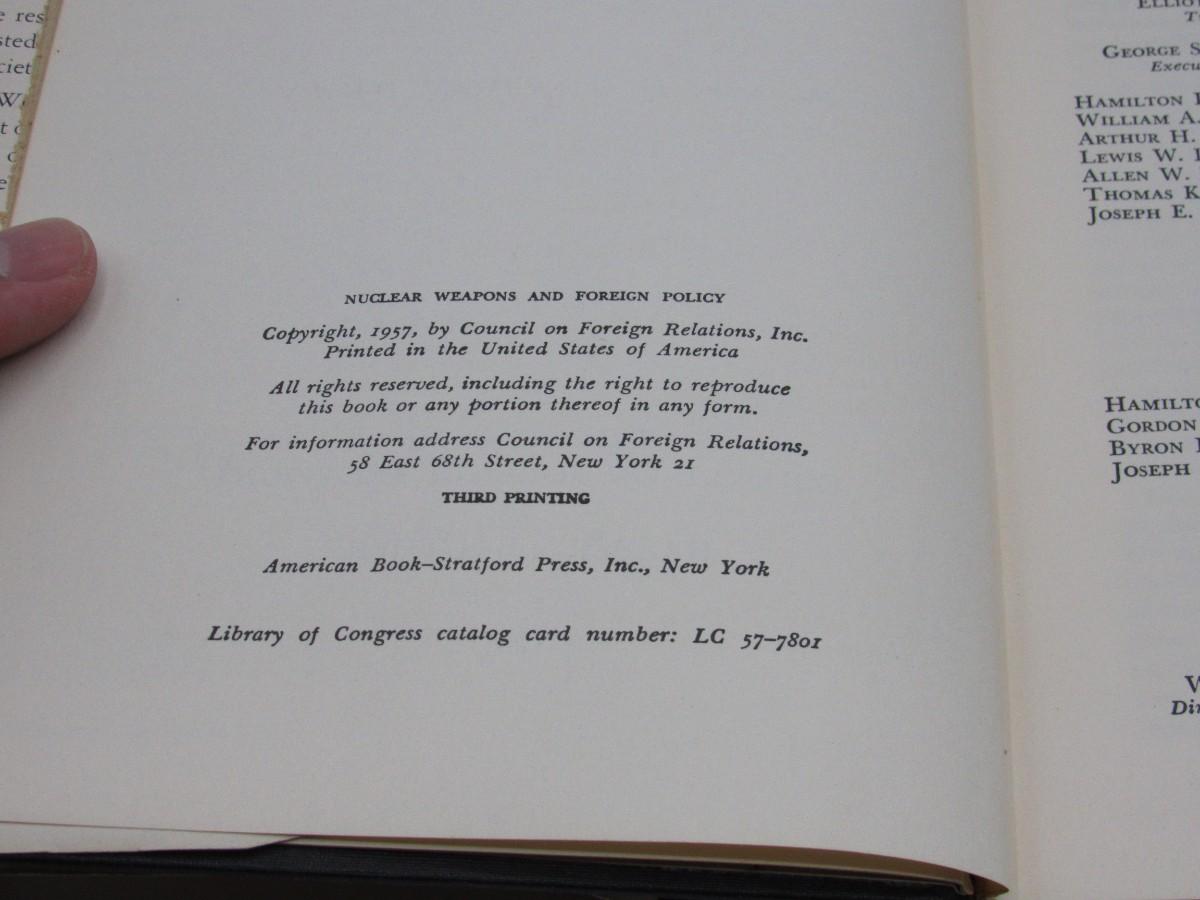 res
NUCLEAR WEAPONS AND FOREIGN POLICY
Copyright, 1957, by Council on Foreign Relations, Inc.
Printed in the United States of America
All rights reserved, including the right to reproduce
this book or any portion thereof in any form.
For information address Council on Foreign Relations,
58 East 68th Street, New York 21
THIRD PRINTING
American Book–Stratford Press, Inc., New York
Library of Congress catalog card number: LC 57–7801
GEORGE S
Execu
HAMILTON
WILLIAM A.
ARTHUR H.
LEWIS W.
ALLEN W.
THOMAS K
JOSEPH E.
HAMILTO
GORDON
BYRON
JOSEPH
Dir